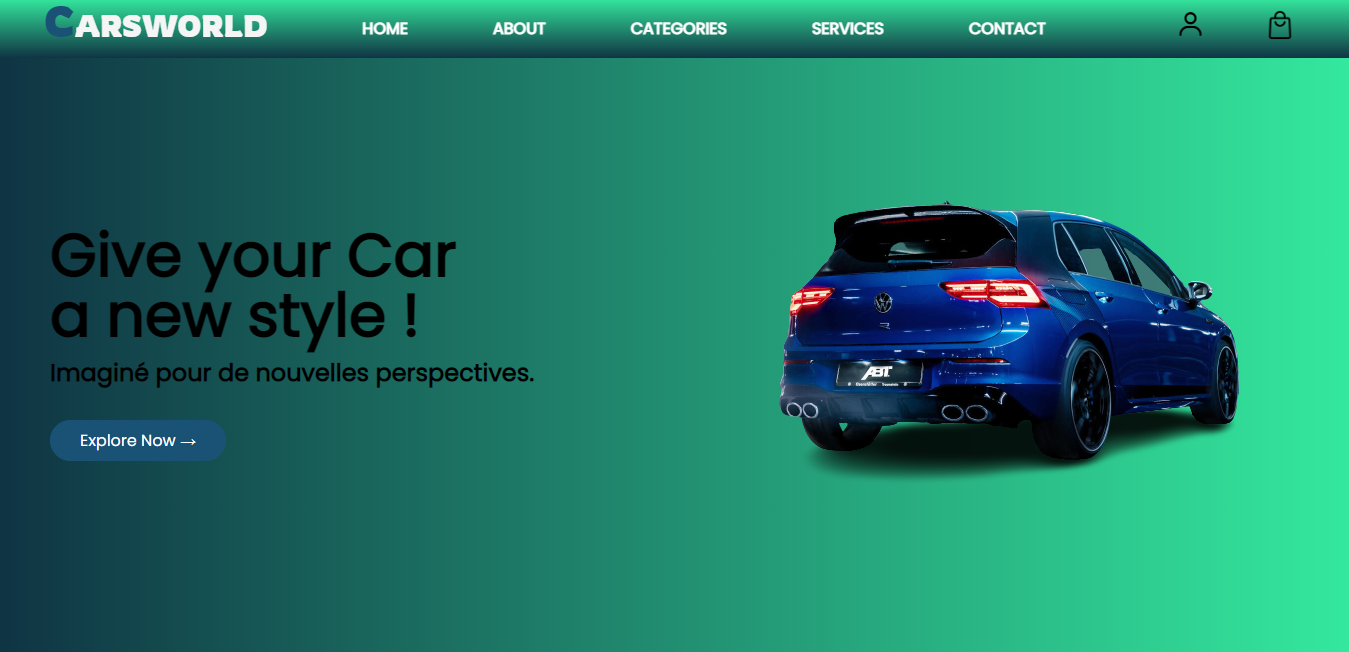 CARSWORLD
HOME
ABOUT
CATEGORIES
SERVICES
CONTACT
Give your Car
a new style !
Imaginé pour de nouvelles perspectives.
Explore Now →
ABT